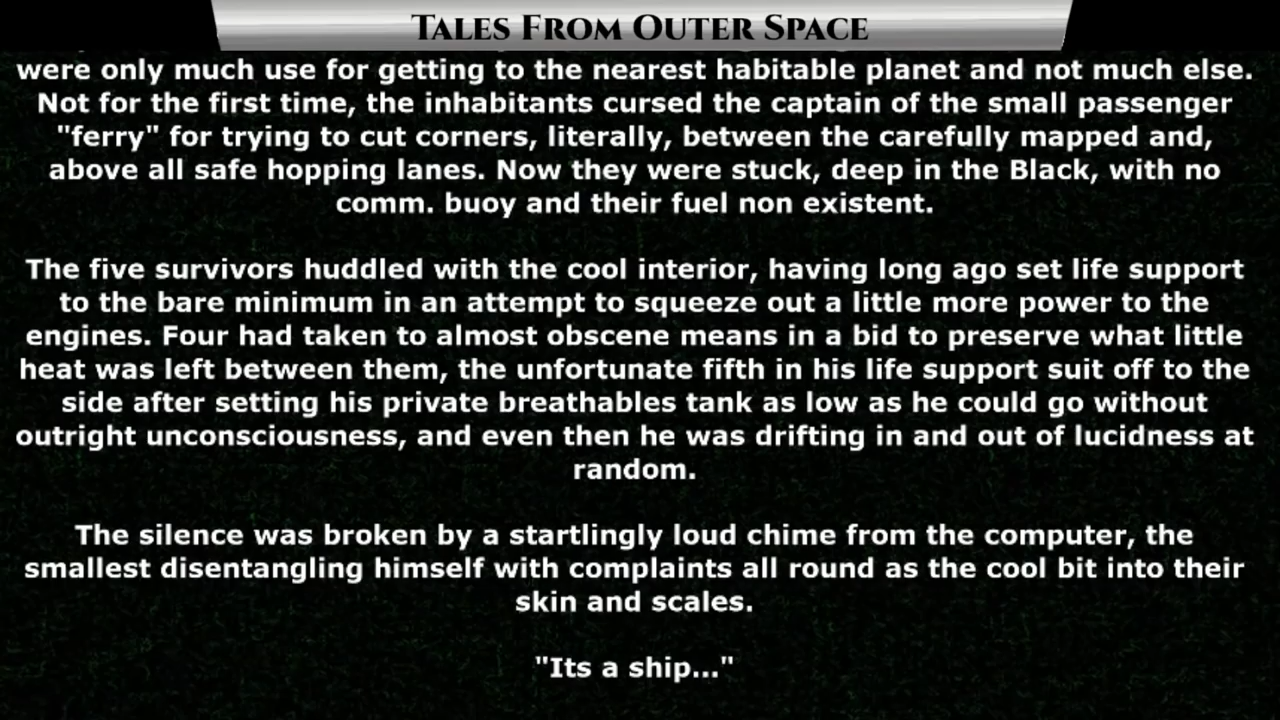 Tales From Outer Space
were only much use for getting to the nearest habitable planet and not much else.
Not for the first time, the inhabitants cursed the captain of the small passenger
"ferry" for trying to cut corners, literally, between the carefully mapped and,
above all safe hopping lanes. Now they were stuck, deep in the Black, with no
comm. buoy and their fuel non existent.
The five survivors huddled with the cool interior, having long ago set life support
to the bare minimum in an attempt to squeeze out a little more power to the
engines. Four had taken to almost obscene means in a bid to preserve what little
heat was left between them, the unfortunate fifth in his life support suit off to the
side after setting his private breathables tank as low as he could go without
outright unconsciousness, and even then he was drifting in and out of lucidness at
random.
The silence was broken by a startlingly loud chime from the computer, the
smallest disentangling himself with complaints all round as the cool bit into their
skin and scales.
"Its a ship..."